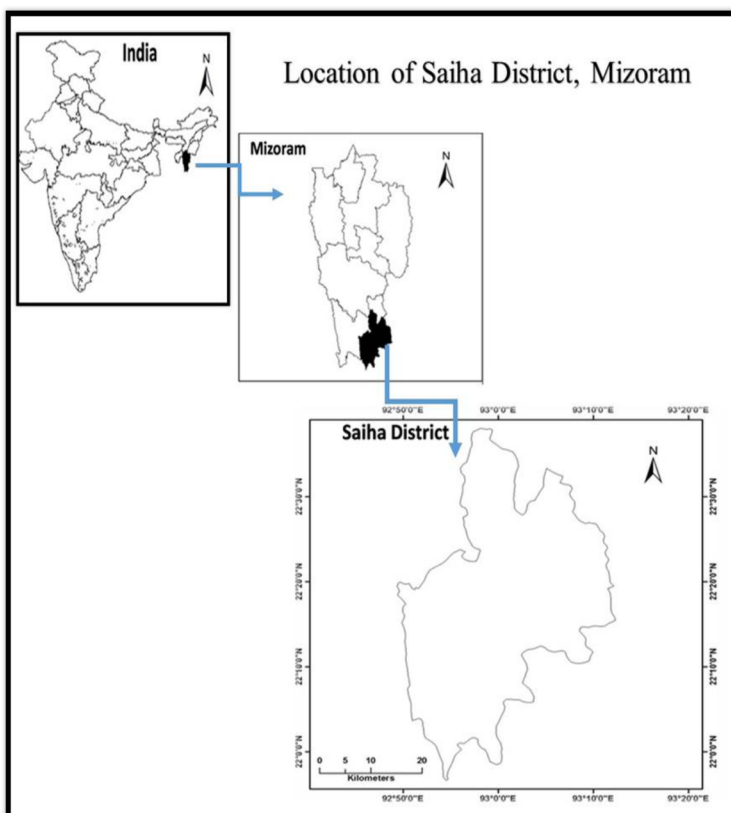 India
N
Location of Saiha District, Mizoram
Mizoram
N
92°50'0"E 93°0'0"E 93°10'0"E 93°20'0"E
Saiha District
N
22°30'0"N 22°30'0"N
22°20'0"N 22°20'0"N
22°10'0"N 22°10'0"N
22°0'0"N 22°0'0"N
0 5 10 20
Kilometers
92°50'0"E 93°0'0"E 93°10'0"E 93°20'0"E